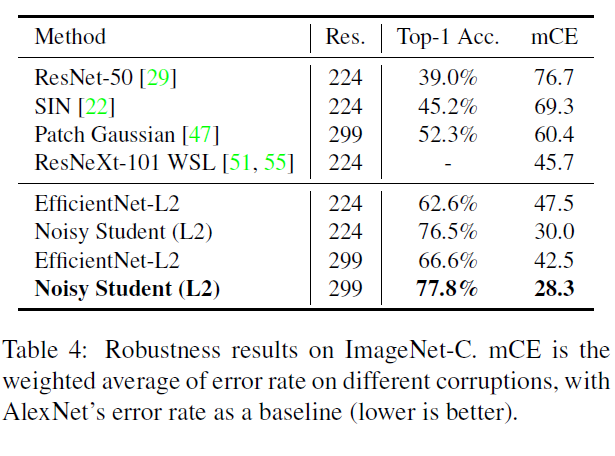 Method Res. Top-1 Acc. mCE
ResNet-50 [29] 224 39.0% 76.7
SIN [22] 224 45.2% 69.3
Patch Gaussian [47] 299 52.3% 60.4
ResNeXt-101 WSL [51, 55] 224 - 45.7
EfficientNet-L2 224 62.6% 47.5
Noisy Student (L2) 224 76.5% 30.0
EfficientNet-L2 299 66.6% 42.5
Noisy Student (L2) 299 77.8% 28.3
Table 4: Robustness results on ImageNet-C. mCE is the
weighted average of error rate on different corruptions, with
AlexNet's error rate as a baseline (lower is better).